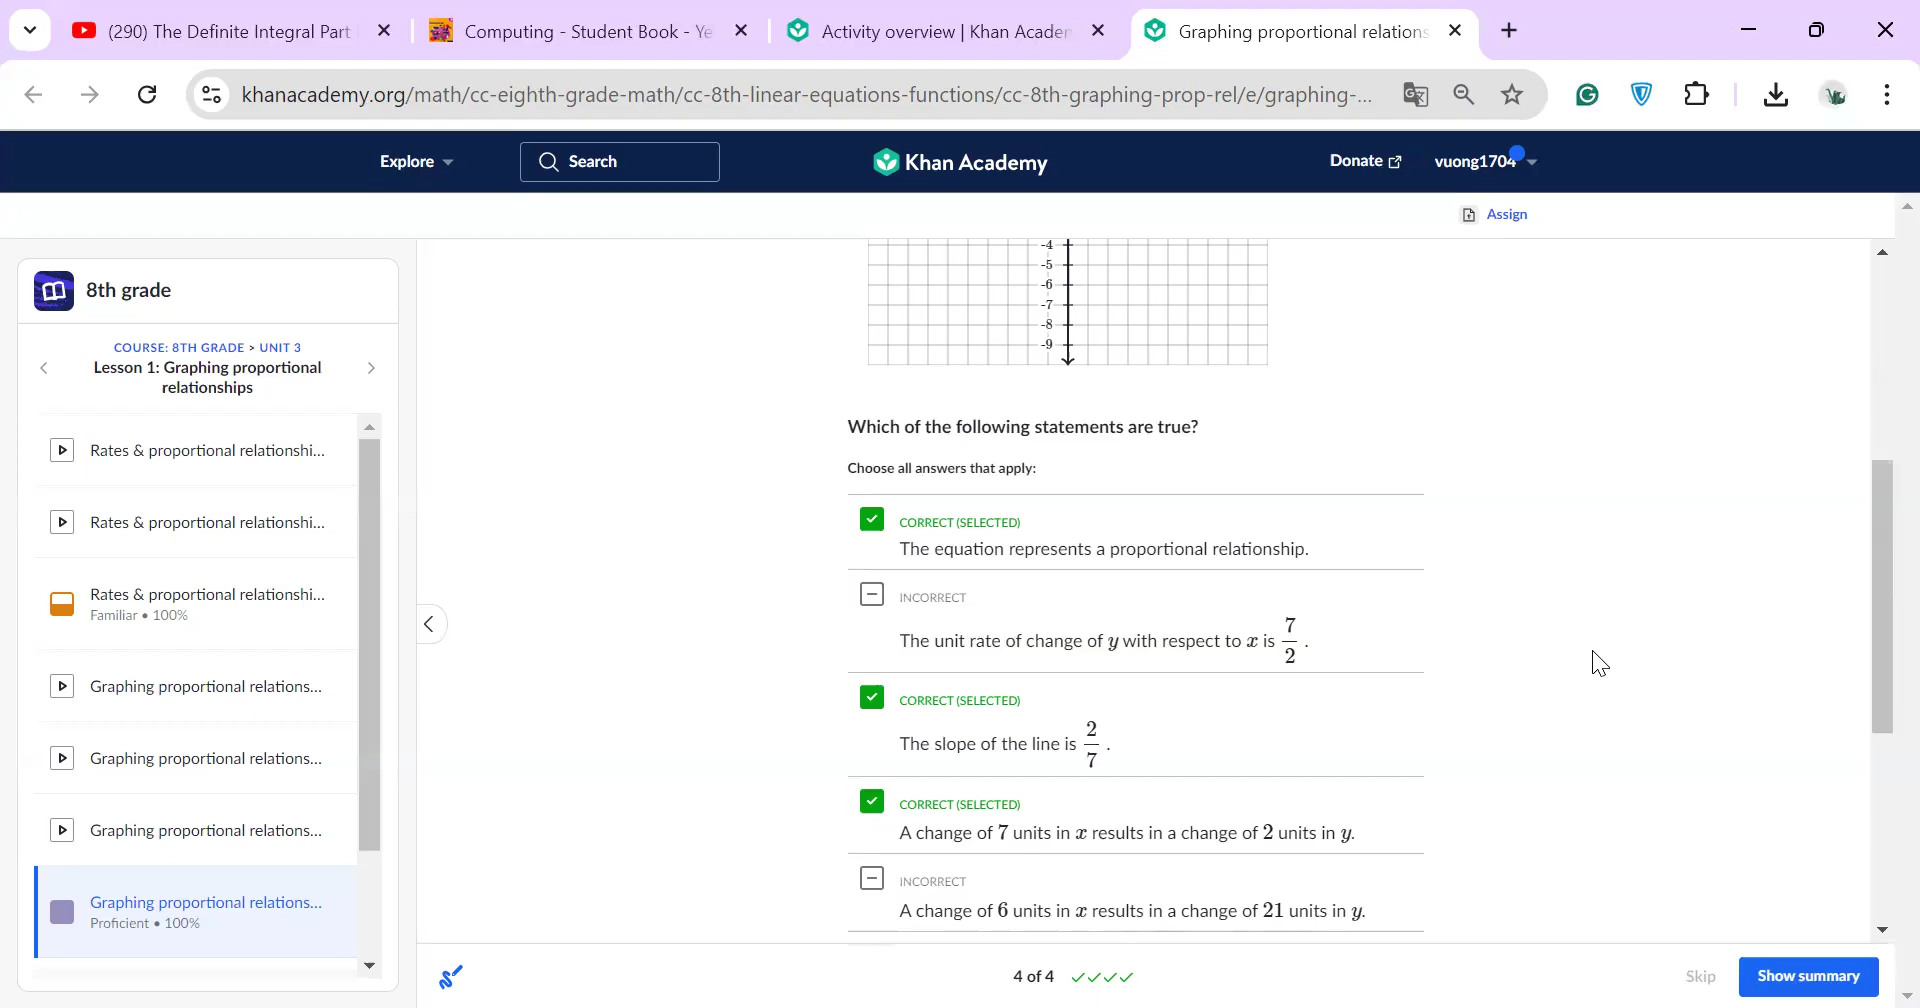 (290) The Definite Integral Part
Computing - Student Book - Ye
Activity overview | Khan Academ
Graphing proportional relations
khanacademy.org/math/cc-eighth-grade-math/cc-8th-linear-equations-functions/cc-8th-graphing-prop-rel/e/graphing-...
Explore
Search
Khan Academy
Donate
vuong1704
Assign
8th grade
COURSE: 8TH GRADE > UNIT 3
Lesson 1: Graphing proportional
relationships
Rates & proportional relationshi...
Rates & proportional relationshi...
Rates & proportional relationshi...
Familiar • 100%
Graphing proportional relations...
Graphing proportional relations...
Graphing proportional relations...
Graphing proportional relations...
Proficient • 100%
-4
-5
-6
-7
-8
-9
Which of the following statements are true?
Choose all answers that apply:
CORRECT (SELECTED)
The equation represents a proportional relationship.
INCORRECT
The unit rate of change of y with respect to x is 7/2.
CORRECT (SELECTED)
The slope of the line is 2/7.
CORRECT (SELECTED)
A change of 7 units in x results in a change of 2 units in y.
INCORRECT
A change of 6 units in x results in a change of 21 units in y.
4 of 4
Skip
Show summary